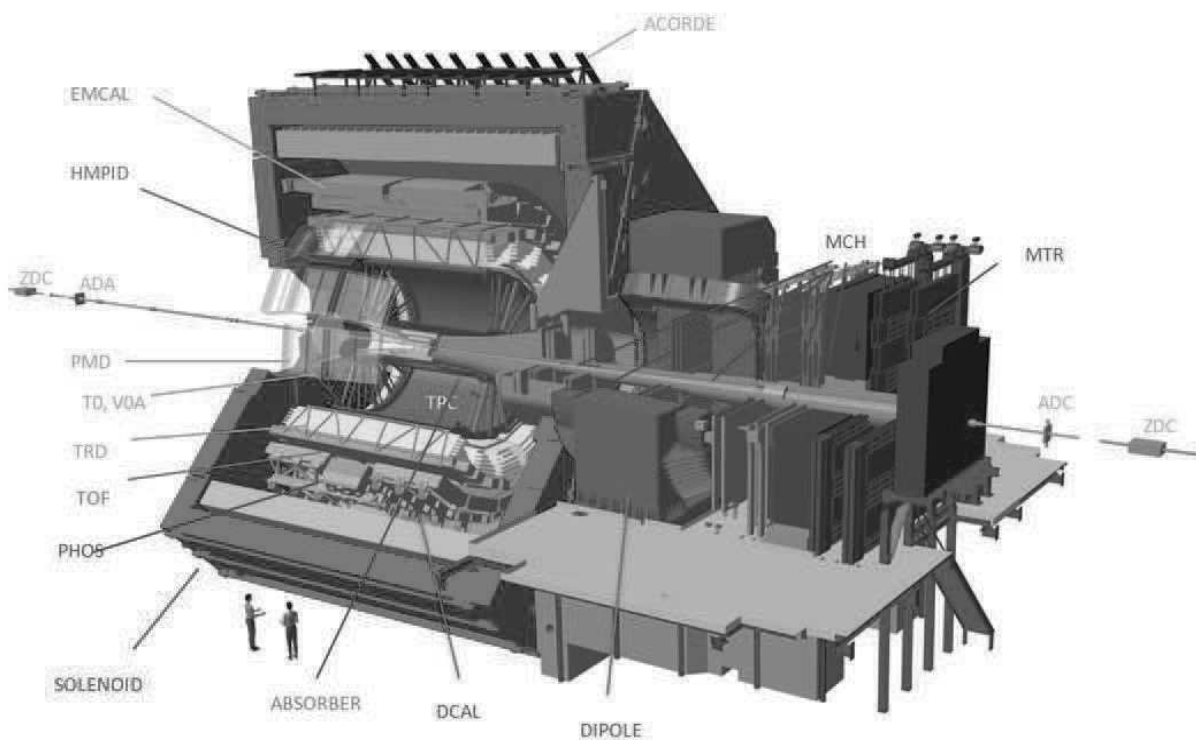 ACORDE
EMCAL
HMPID
MCH
MTR
ZDC
ADA
PMD
T0, V0A
TPC
ADC
ZDC
TRD
TOF
PHOS
SOLENOID
ABSORBER
DCAL
DIPOLE